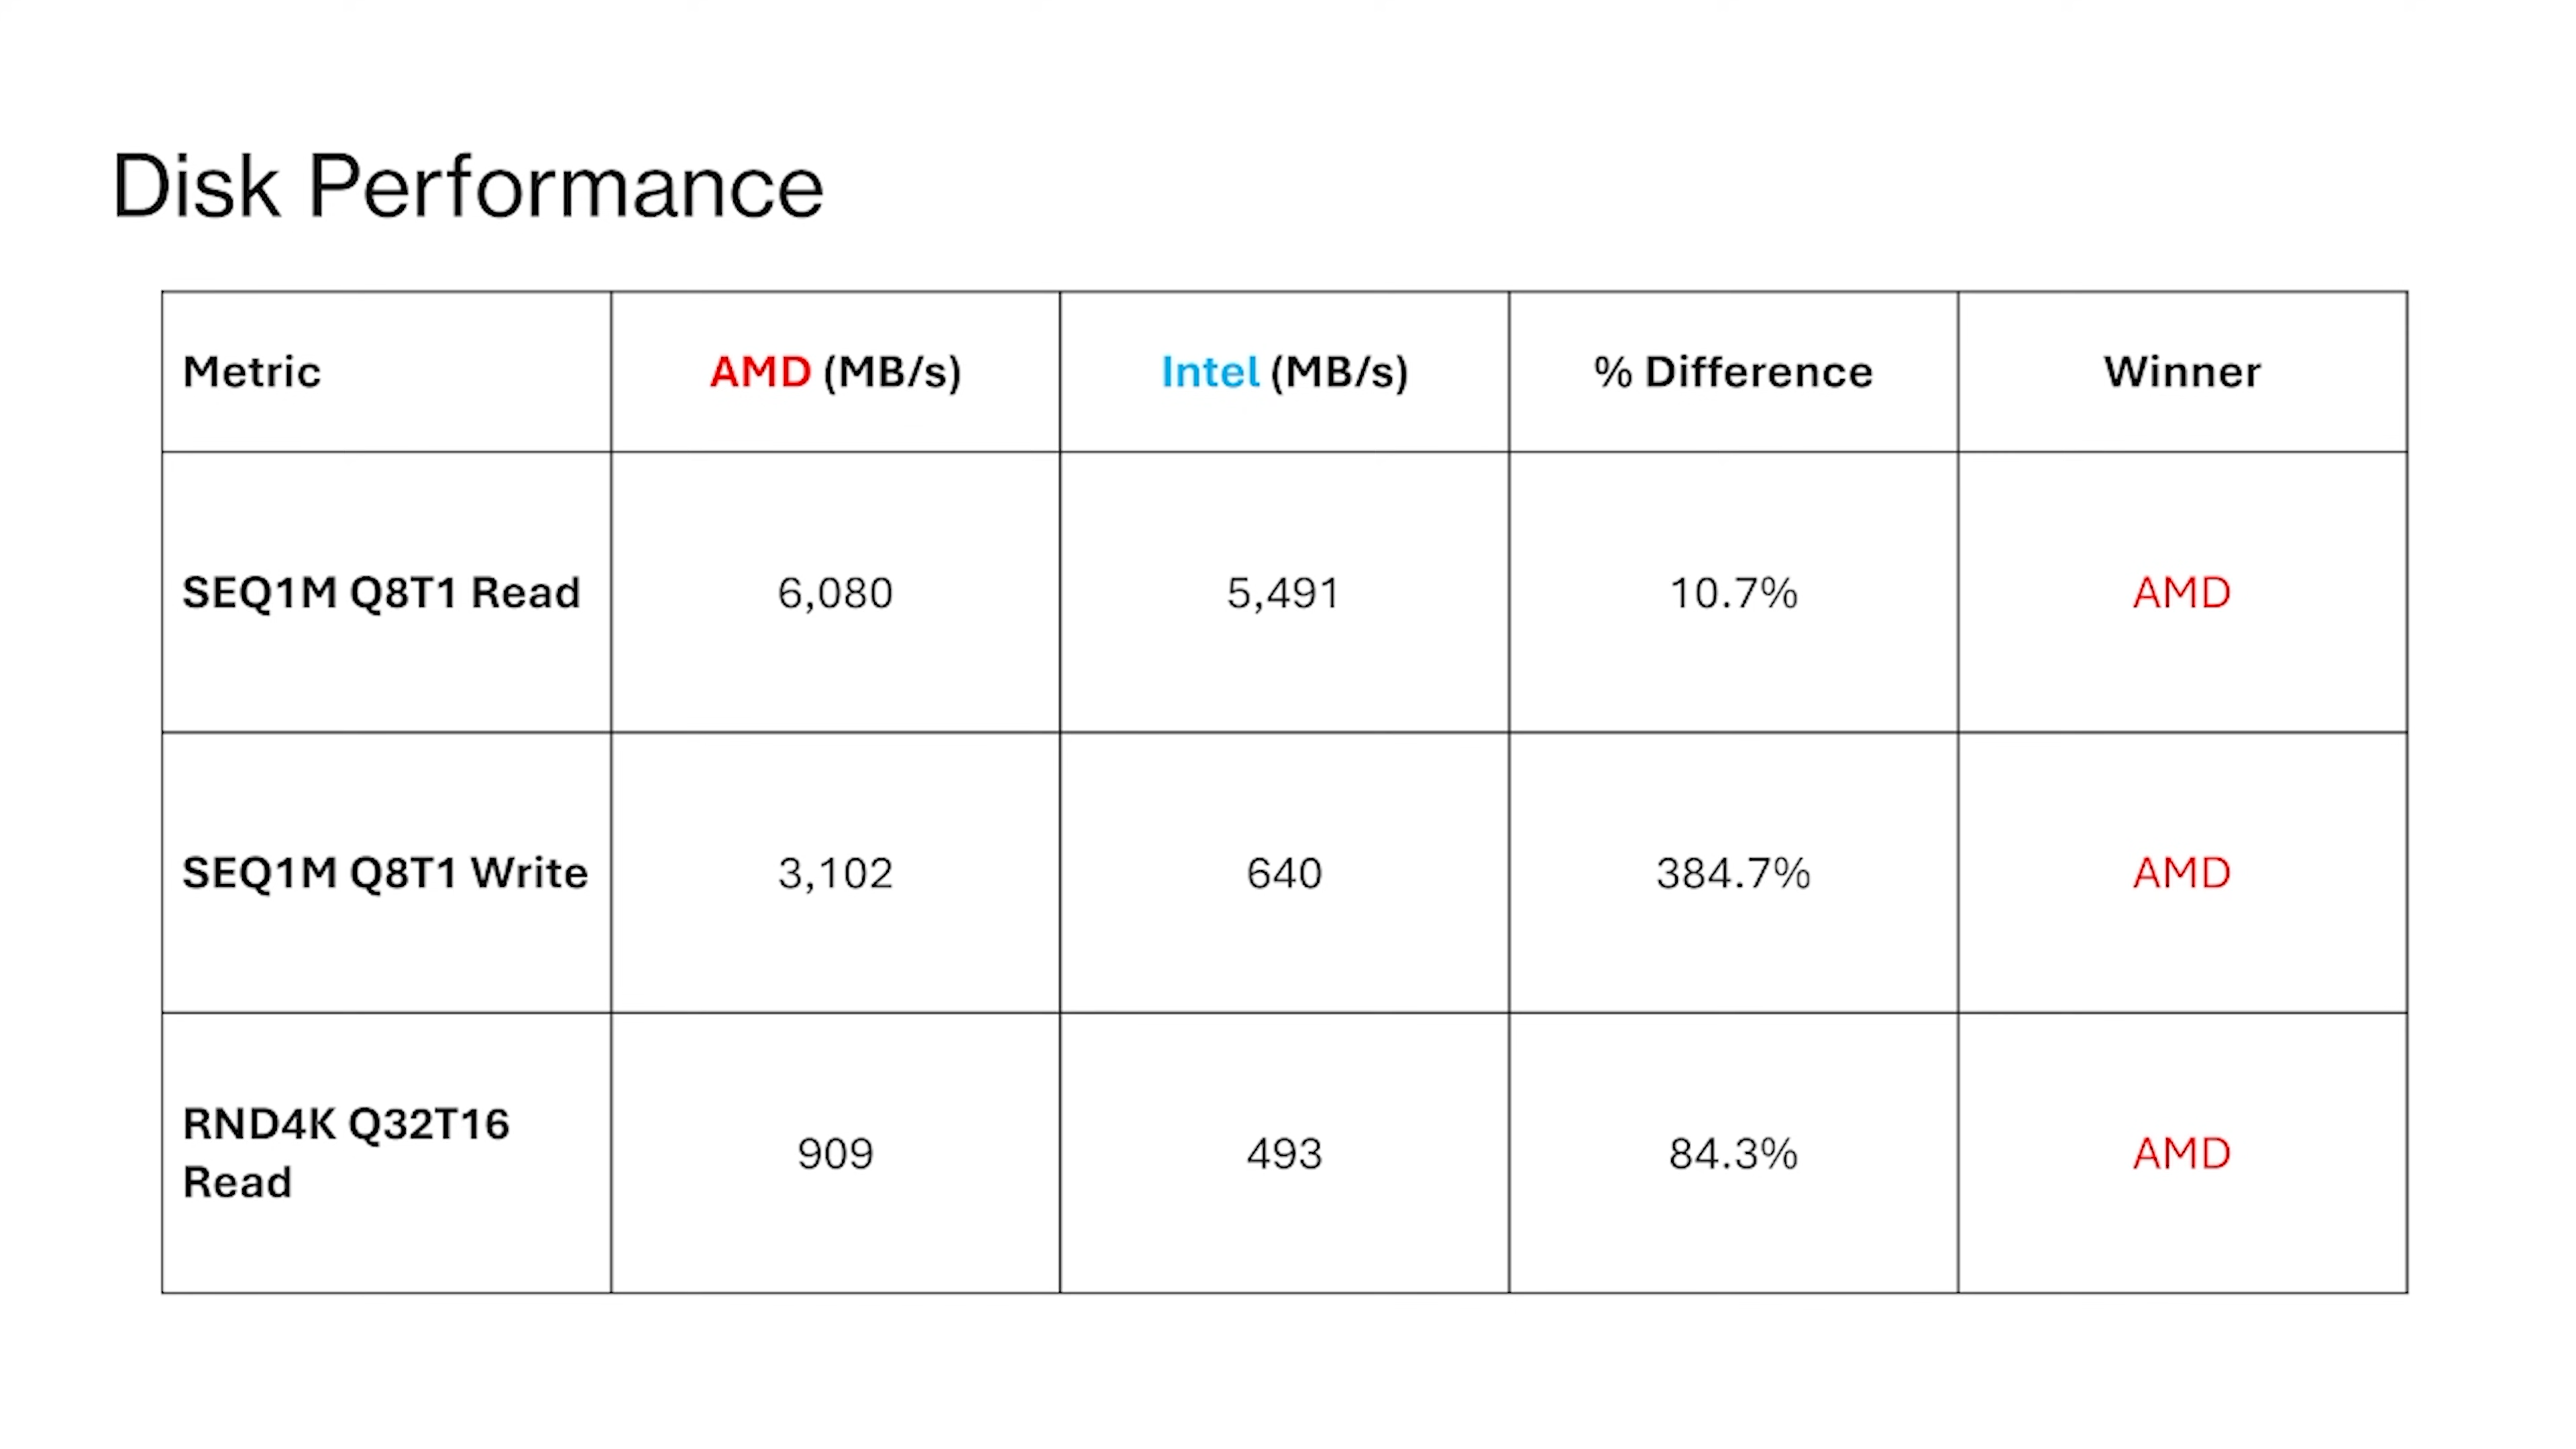 Disk Performance
Metric AMD (MB/s) Intel (MB/s) % Difference Winner
SEQ1M Q8T1 Read 6,080 5,491 10.7% AMD
SEQ1M Q8T1 Write 3,102 640 384.7% AMD
RND4K Q32T16
Read 909 493 84.3% AMD